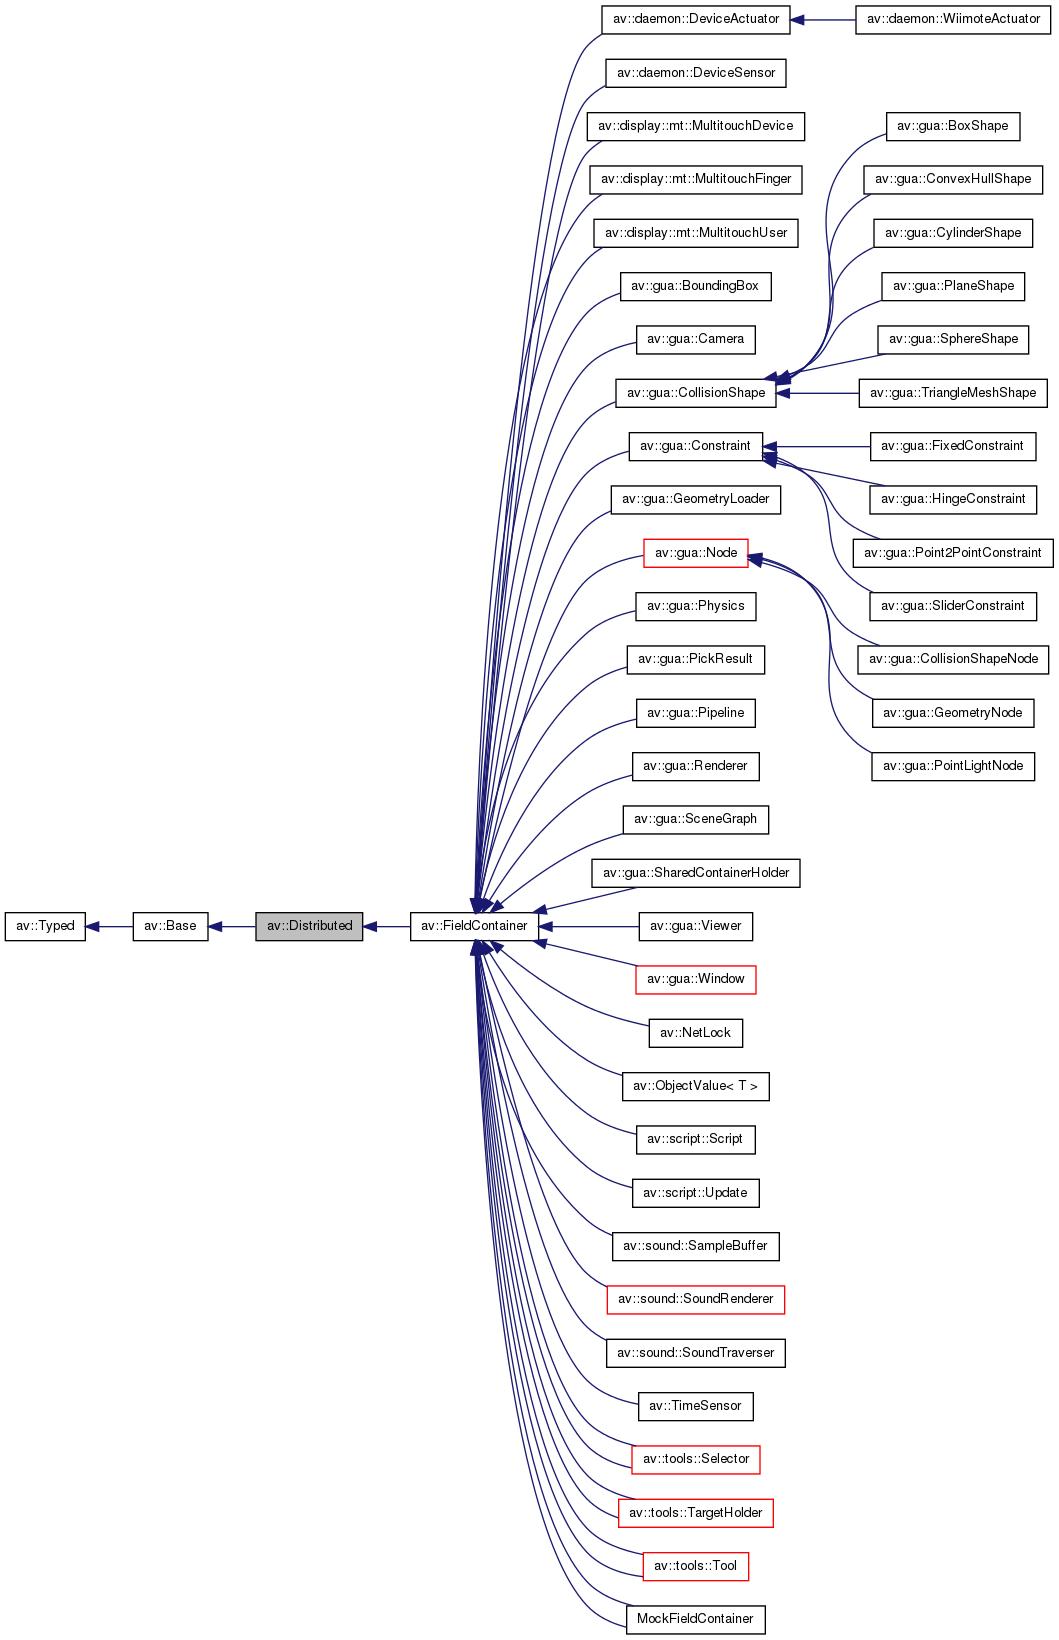 av::daemon::DeviceActuator
av::daemon::WiimoteActuator
av::daemon::DeviceSensor
av::display::mt::MultitouchDevice
av::gua::BoxShape
av::display::mt::MultitouchFinger
av::gua::ConvexHullShape
av::display::mt::MultitouchUser
av::gua::CylinderShape
av::gua::BoundingBox
av::gua::PlaneShape
av::gua::Camera
av::gua::SphereShape
av::gua::CollisionShape
av::gua::TriangleMeshShape
av::gua::Constraint
av::gua::FixedConstraint
av::gua::GeometryLoader
av::gua::HingeConstraint
av::gua::Node
av::gua::Point2PointConstraint
av::gua::Physics
av::gua::SliderConstraint
av::gua::PickResult
av::gua::CollisionShapeNode
av::gua::Pipeline
av::gua::GeometryNode
av::gua::Renderer
av::gua::PointLightNode
av::gua::SceneGraph
av::gua::SharedContainerHolder
av::Typed
av::Base
av::Distributed
av::FieldContainer
av::gua::Viewer
av::gua::Window
av::NetLock
av::ObjectValue< T >
av::script::Script
av::script::Update
av::sound::SampleBuffer
av::sound::SoundRenderer
av::sound::SoundTraverser
av::TimeSensor
av::tools::Selector
av::tools::TargetHolder
av::tools::Tool
MockFieldContainer